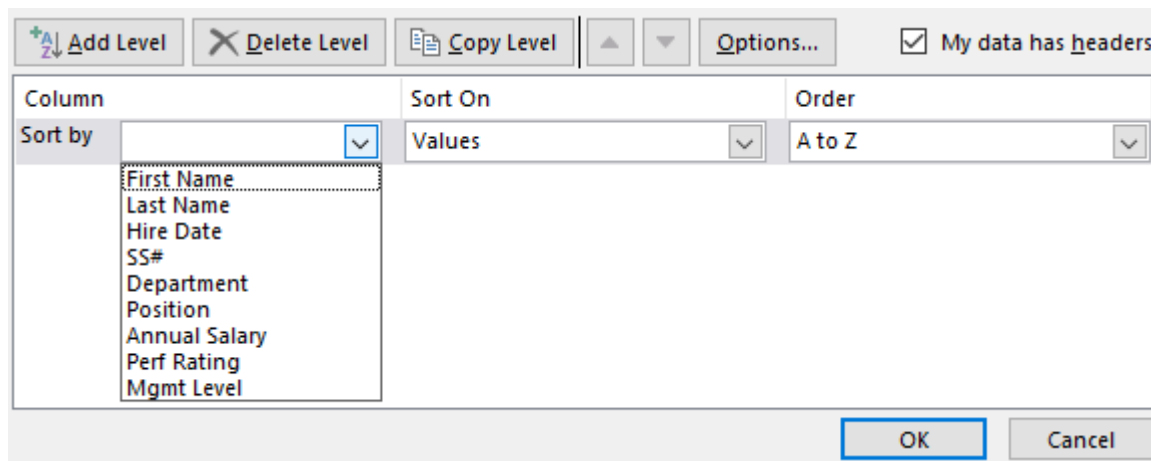 Add Level Delete Level Copy Level Options... My data has headers
Column Sort On Order
Sort by Values A to Z
First Name
Last Name
Hire Date
SS#
Department
Position
Annual Salary
Perf Rating
Mgmt Level
OK Cancel